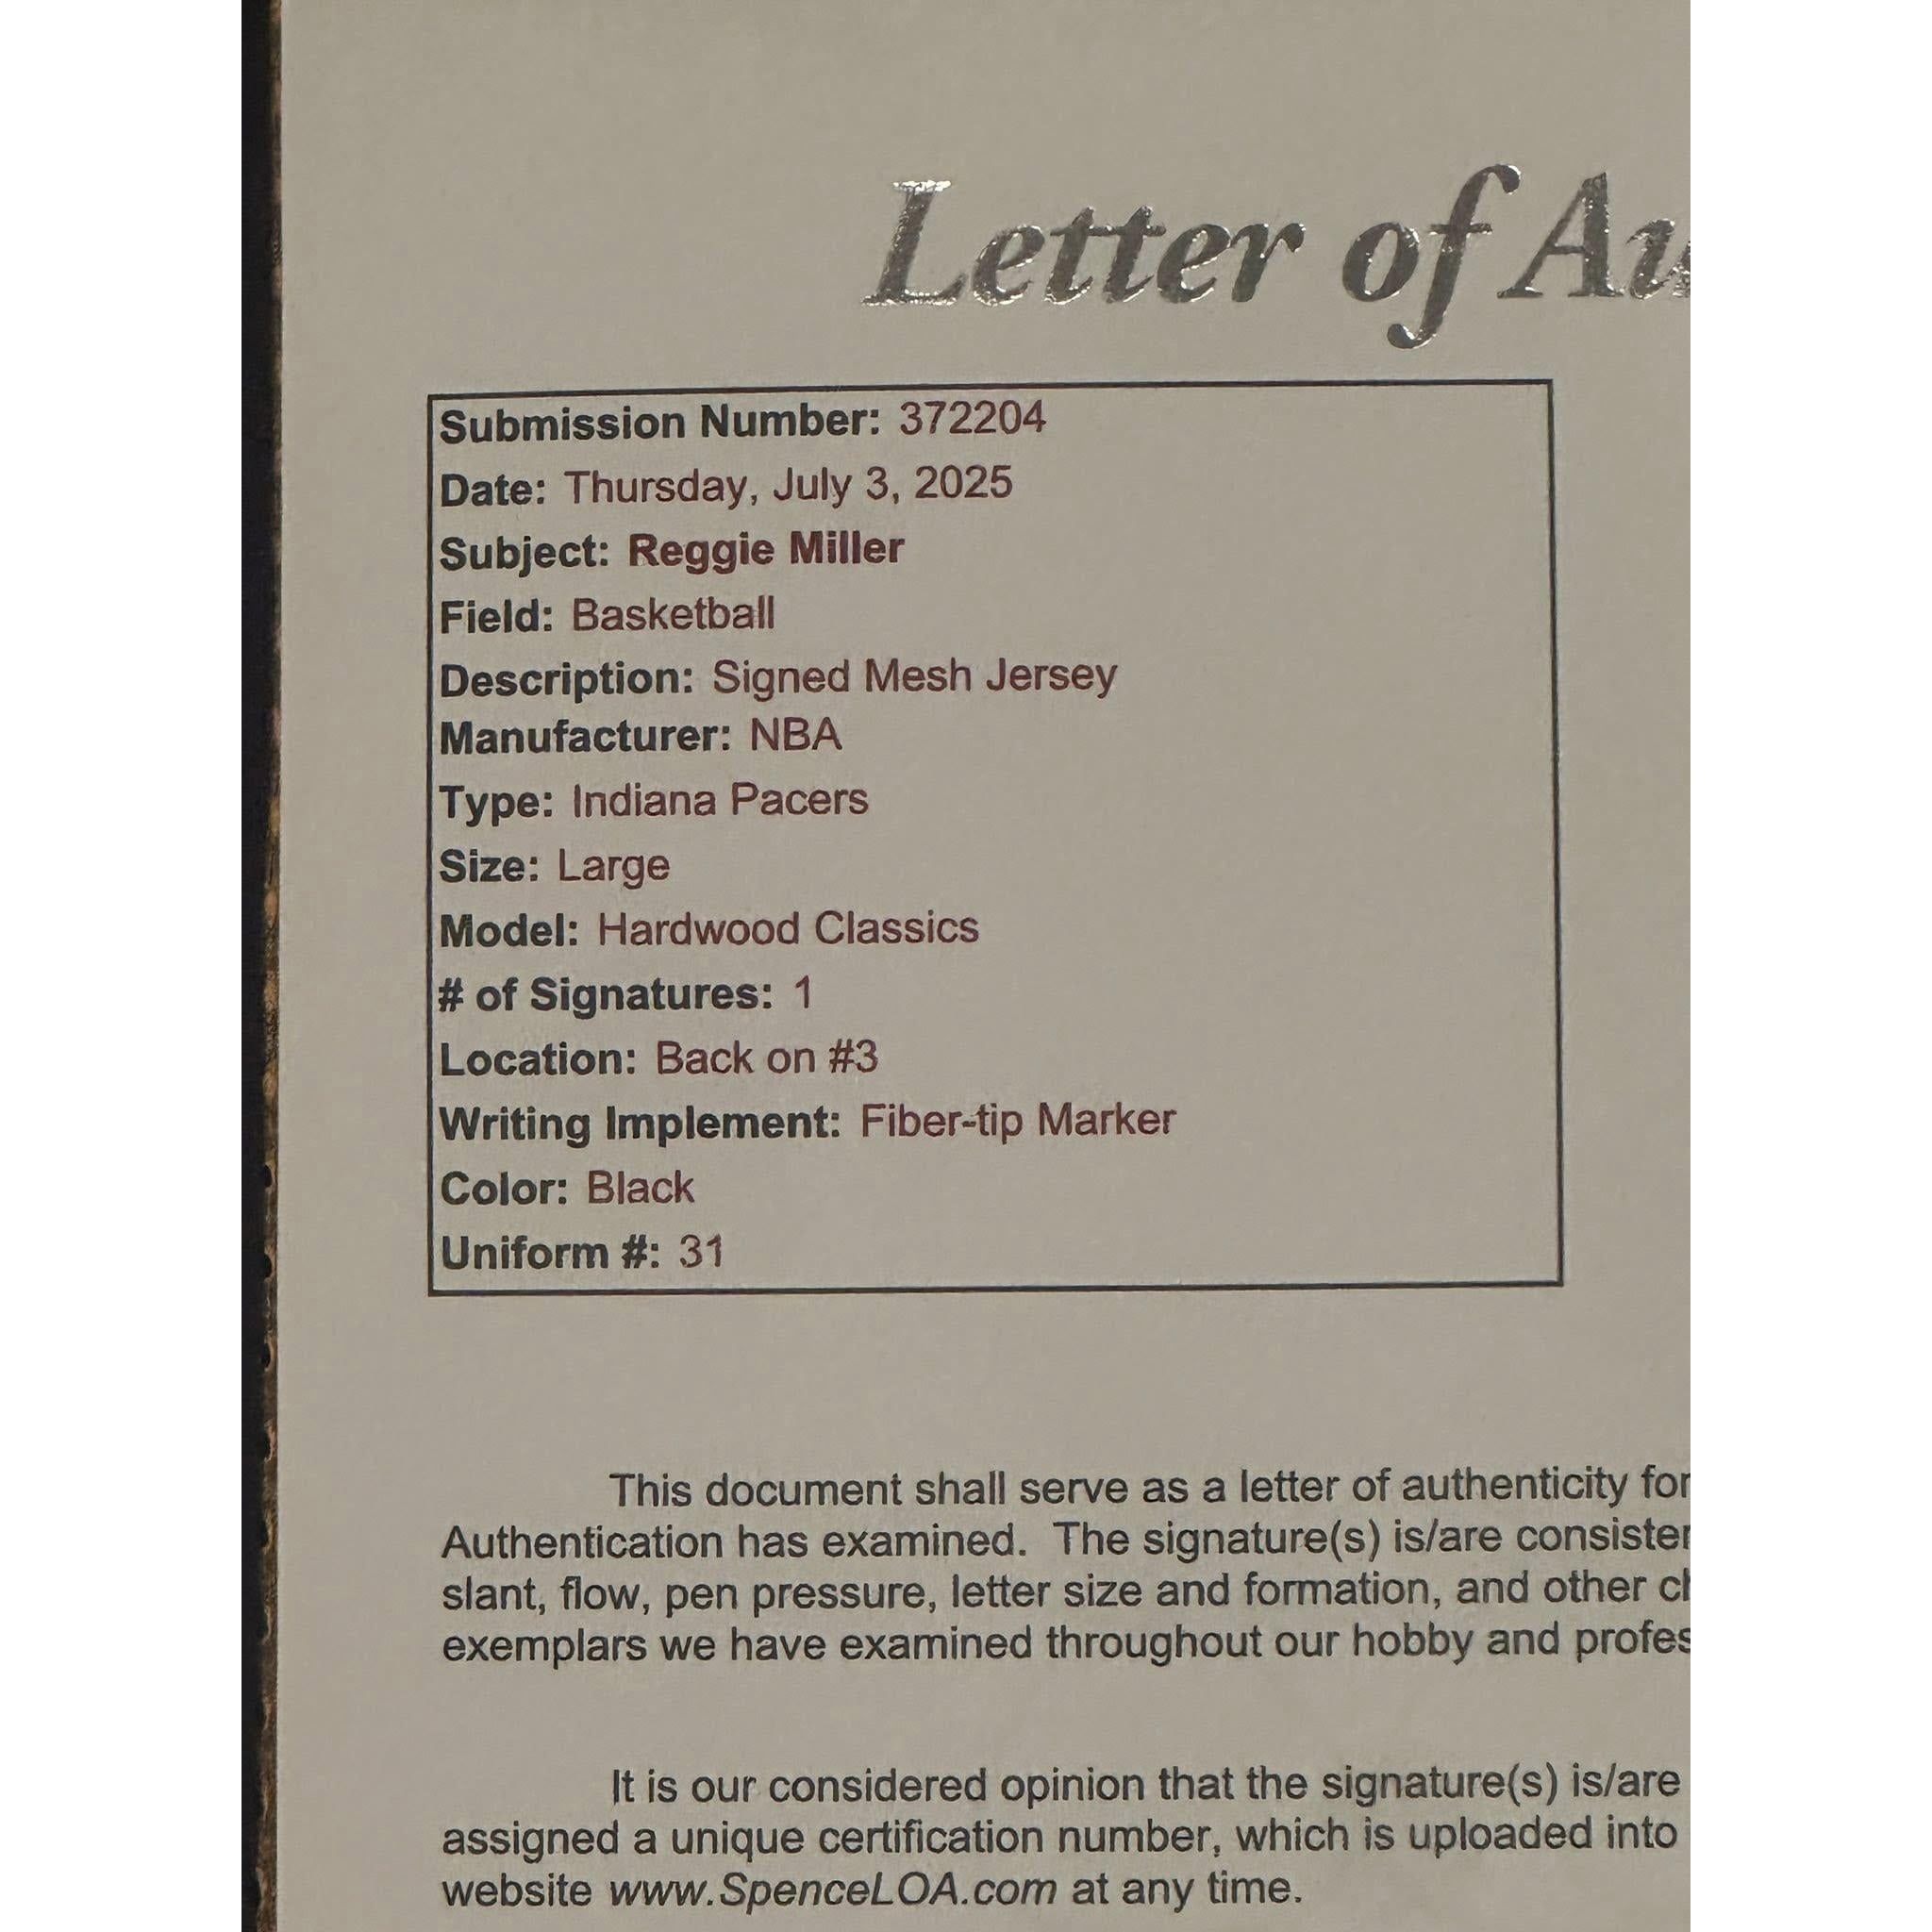 Letter of Au
Submission Number: 372204
Date: Thursday, July 3, 2025
Subject: Reggie Miller
Field: Basketball
Description: Signed Mesh Jersey
Manufacturer: NBA
Type: Indiana Pacers
Size: Large
Model: Hardwood Classics
# of Signatures: 1
Location: Back on #3
Writing Implement: Fiber-tip Marker
Color: Black
Uniform #: 31
This document shall serve as a letter of authenticity for
Authentication has examined. The signature(s) is/are consisten
slant, flow, pen pressure, letter size and formation, and other ch
exemplars we have examined throughout our hobby and profes
It is our considered opinion that the signature(s) is/are
assigned a unique certification number, which is uploaded into
website www.SpenceLOA.com at any time.